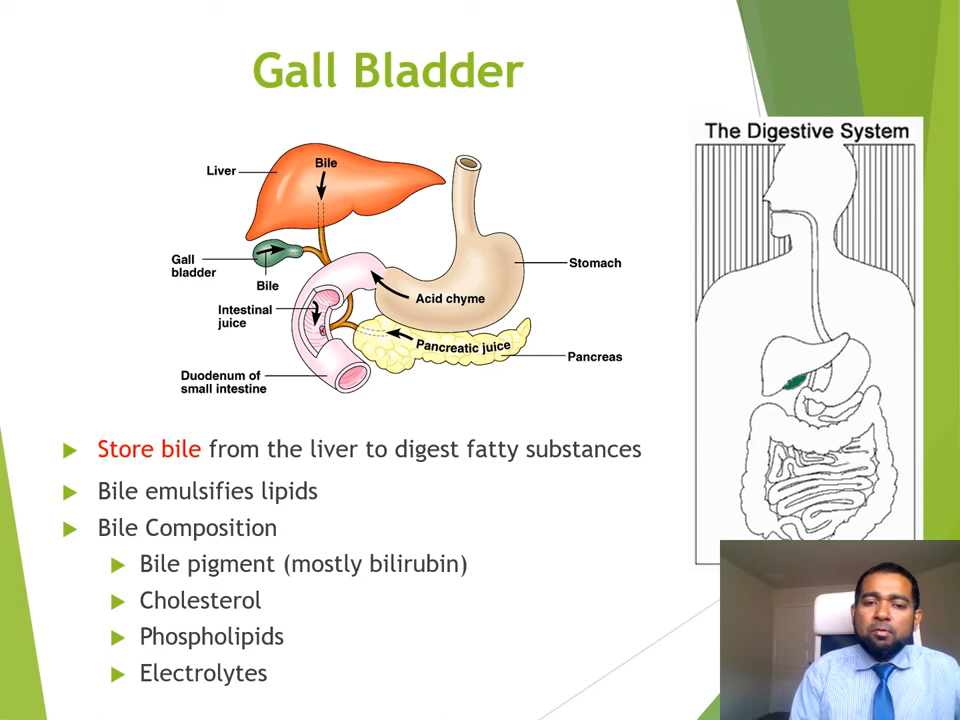 Gall Bladder
The Digestive System
Liver
Bile
Gall
bladder
Bile
Stomach
Acid chyme
Intestinal
juice
Pancreatic juice
Pancreas
Duodenum of
small intestine
Store bile from the liver to digest fatty substances
Bile emulsifies lipids
Bile Composition
Bile pigment (mostly bilirubin)
Cholesterol
Phospholipids
Electrolytes